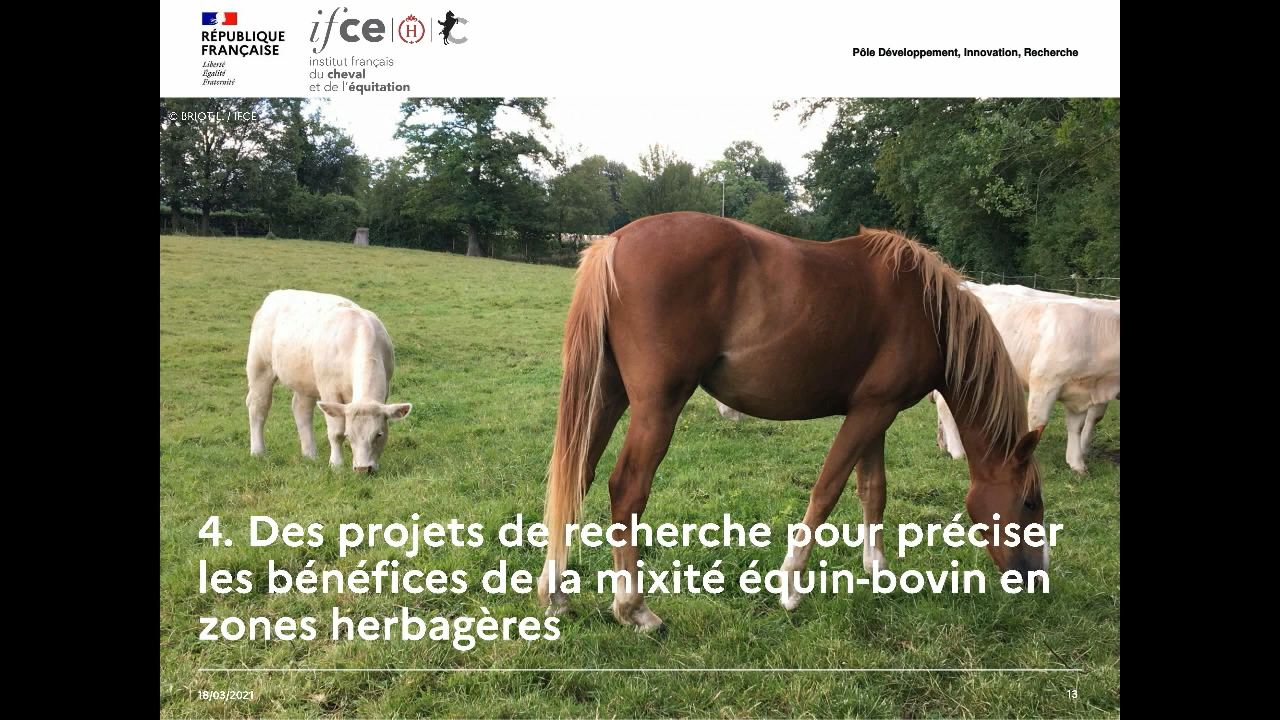 RÉPUBLIQUE
FRANÇAISE
Liberté
Égalité
Fraternité
ifce
H
institut français
du cheval
et de l'équitation
Pôle Développement, Innovation, Recherche
© BRIOT L. / IFCE
4. Des projets de recherche pour préciser
les bénéfices de la mixité équin-bovin en
zones herbagères
18/03/2021
13